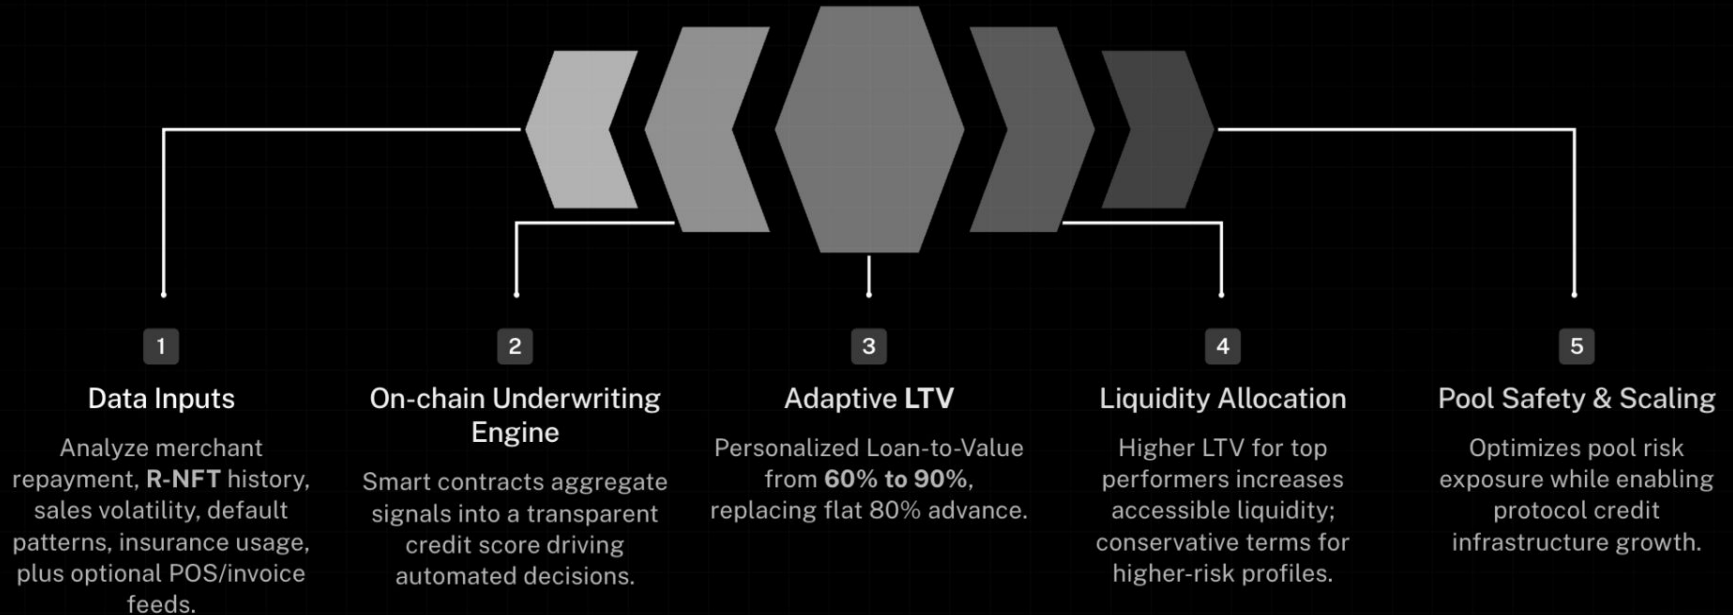 1
Data Inputs
Analyze merchant
repayment, R-NFT history,
sales volatility, default
patterns, insurance usage,
plus optional POS/invoice
feeds.
2
On-chain Underwriting
Engine
Smart contracts aggregate
signals into a transparent
credit score driving
automated decisions.
3
Adaptive LTV
Personalized Loan-to-Value
from 60% to 90%,
replacing flat 80% advance.
4
Liquidity Allocation
Higher LTV for top
performers increases
accessible liquidity;
conservative terms for
higher-risk profiles.
5
Pool Safety & Scaling
Optimizes pool risk
exposure while enabling
protocol credit
infrastructure growth.